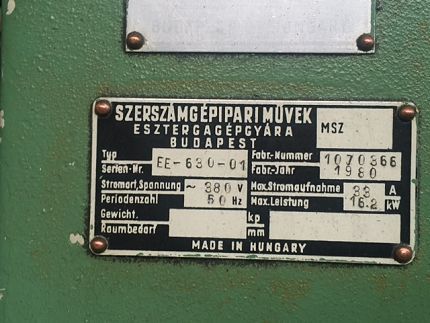 SZERSZÁMGÉPIPARI MŰVEK
ESZTERGAGÉPGYÁRA
BUDAPEST
MSZ
Typ
Serien-Nr. EE-630-01
Fabr.-Nummer 1070366
Fabr.-Jahr 1980
Stromart, Spannung ~ 380 V
Periodenzahl 50 Hz
Max. Stromaufnahme 33 A
Max. Leistung 16.2 kW
Gewicht. kp
Raumbedarf mm
MADE IN HUNGARY